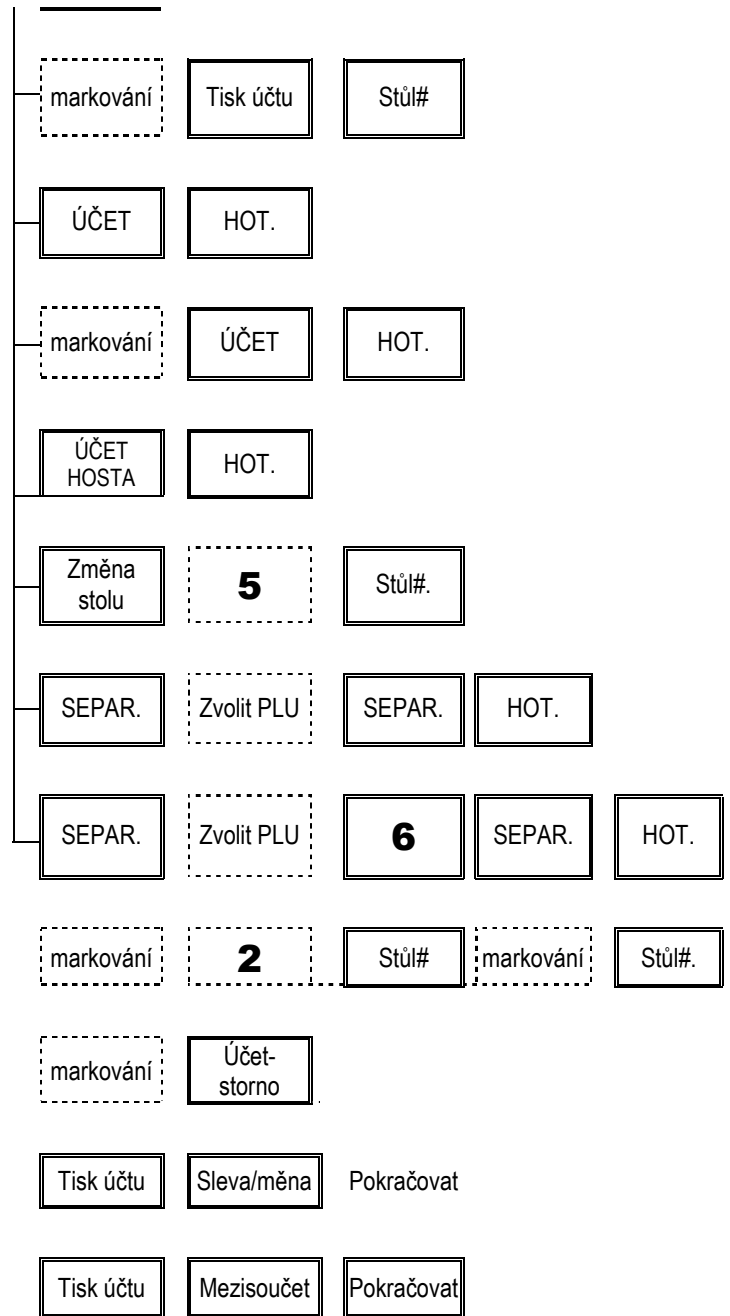 markování Tisk účtu Stůl#
ÚČET HOT.
markování ÚČET HOT.
ÚČET
HOSTA HOT.
Změna
stolu 5 Stůl#.
SEPAR. Zvolit PLU SEPAR. HOT.
SEPAR. Zvolit PLU 6 SEPAR. HOT.
markování 2 Stůl# markování Stůl#.
markování Účet-
storno .
Tisk účtu Sleva/měna Pokračovat
Tisk účtu Mezisoučet Pokračovat